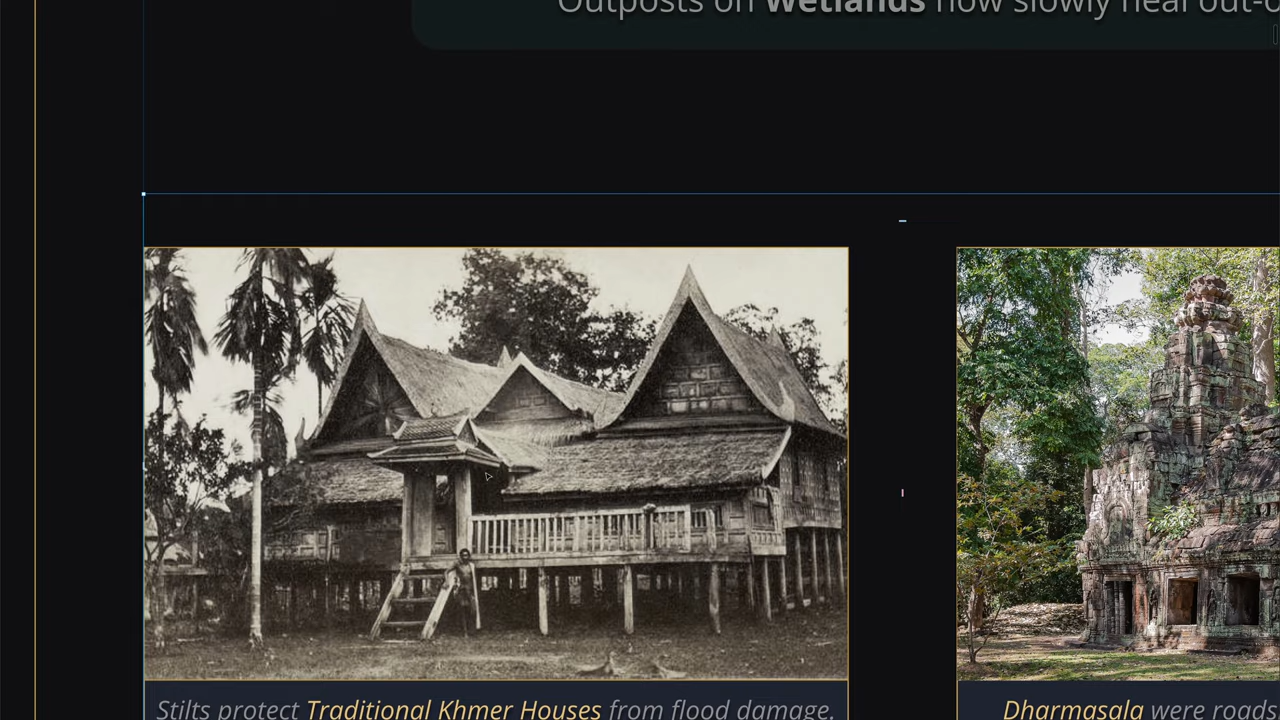 Outposts on Wetlands now slowly heal out-o
Stilts protect Traditional Khmer Houses from flood damage.
Dharmasala were roads